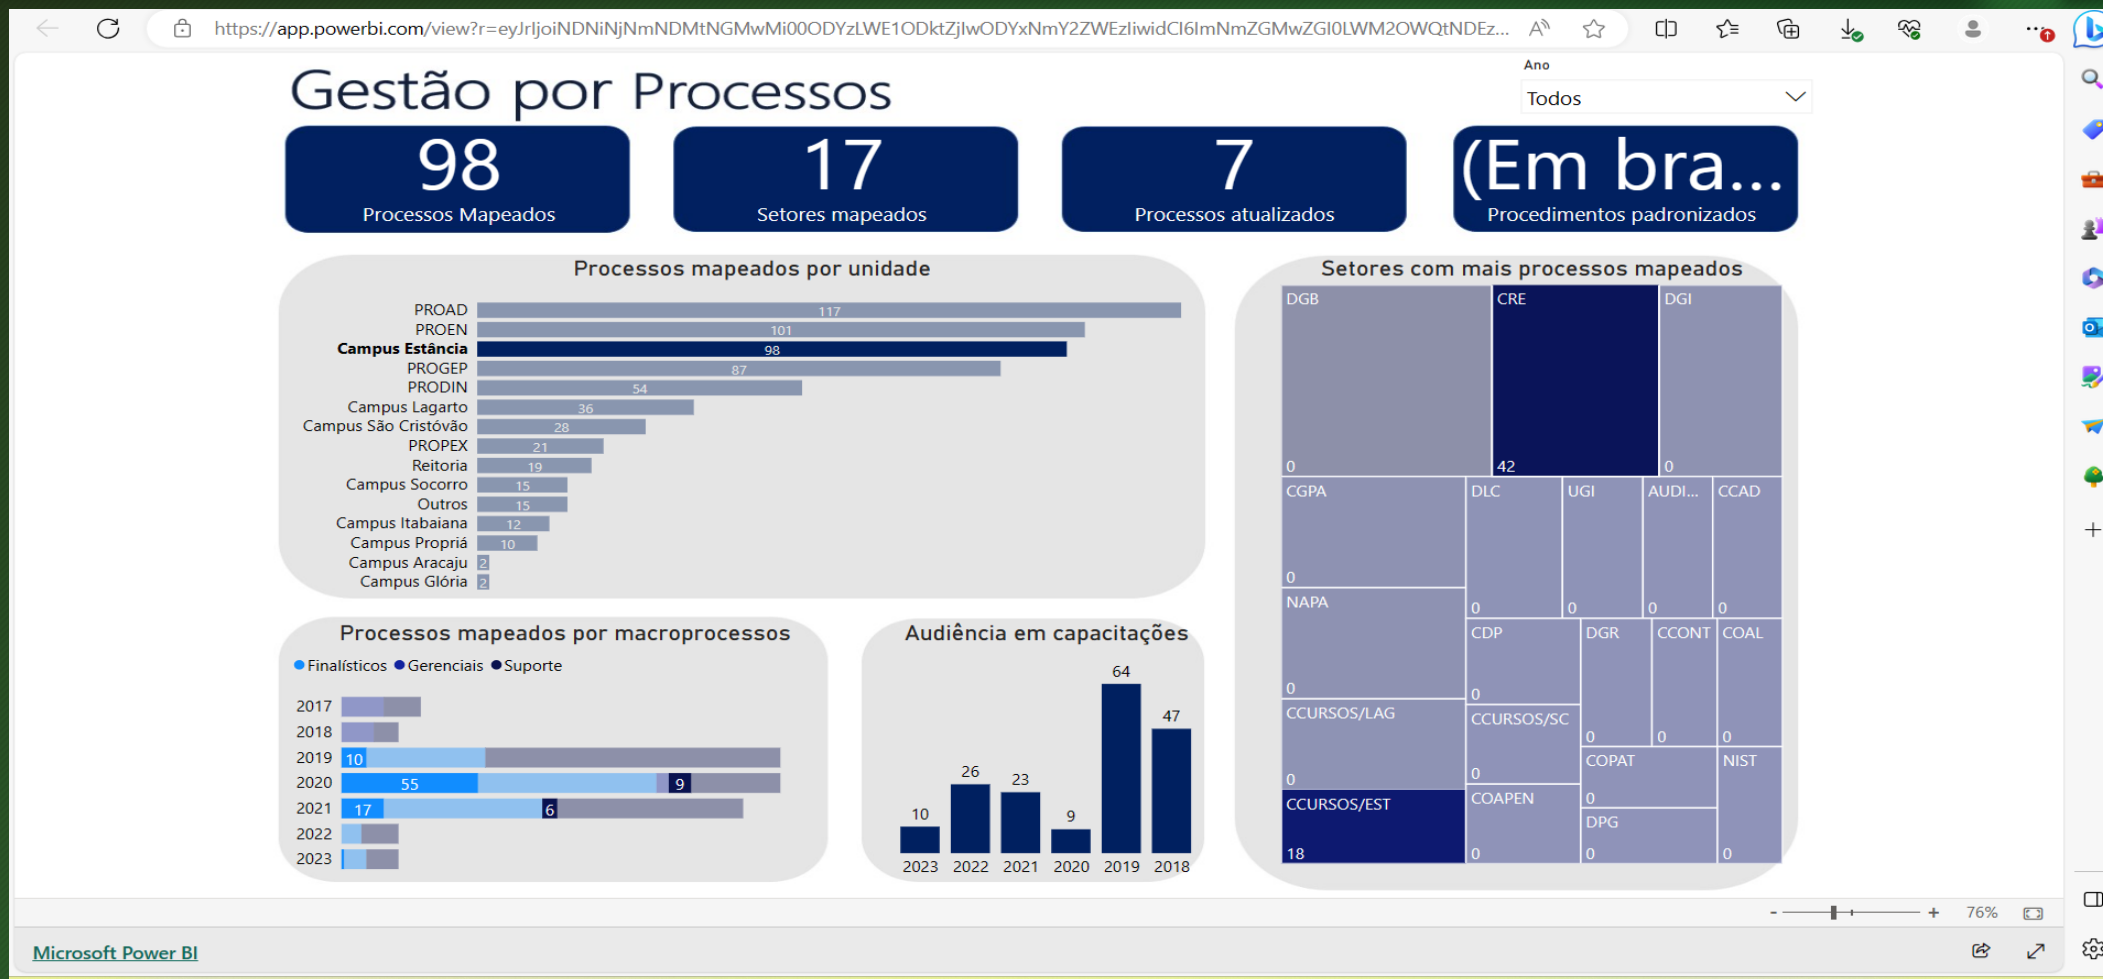 https://app.powerbi.com/view?r=eyJrIjoiNDNiNjNmNDMtNGMwMi00ODYzLWE1ODktZjIwODYxNmY2ZWEzIiwidCI6ImNmZGMwZGI0LWM2OWQtNDEz...
Gestão por Processos
Ano
Todos
98
Processos Mapeados
17
Setores mapeados
7
Processos atualizados
(Em bra...
Procedimentos padronizados
Processos mapeados por unidade
PROAD 117
PROEN 101
Campus Estância 98
PROGEP 87
PRODIN 54
Campus Lagarto 36
Campus São Cristóvão 28
PROPEX 21
Reitoria 19
Campus Socorro 15
Outros 15
Campus Itabaiana 12
Campus Propriá 10
Campus Aracaju 2
Campus Glória 2
Setores com mais processos mapeados
DGB
0
CRE
42
DGI
0
CGPA
0
DLC
0
UGI
0
AUDI...
0
CCAD
0
NAPA
0
CDP
0
DGR
0
CCONT
0
COAL
0
CCURSOS/LAG
0
CCURSOS/SC
0
COPAT
0
NIST
0
CCURSOS/EST
18
COAPEN
0
DPG
0
Processos mapeados por macroprocessos
Finalísticos Gerenciais Suporte
2017
2018
2019 10
2020 55 9
2021 17 6
2022
2023
Audiência em capacitações
10 26 23 9 64 47
2023 2022 2021 2020 2019 2018
- + 76%
Microsoft Power BI